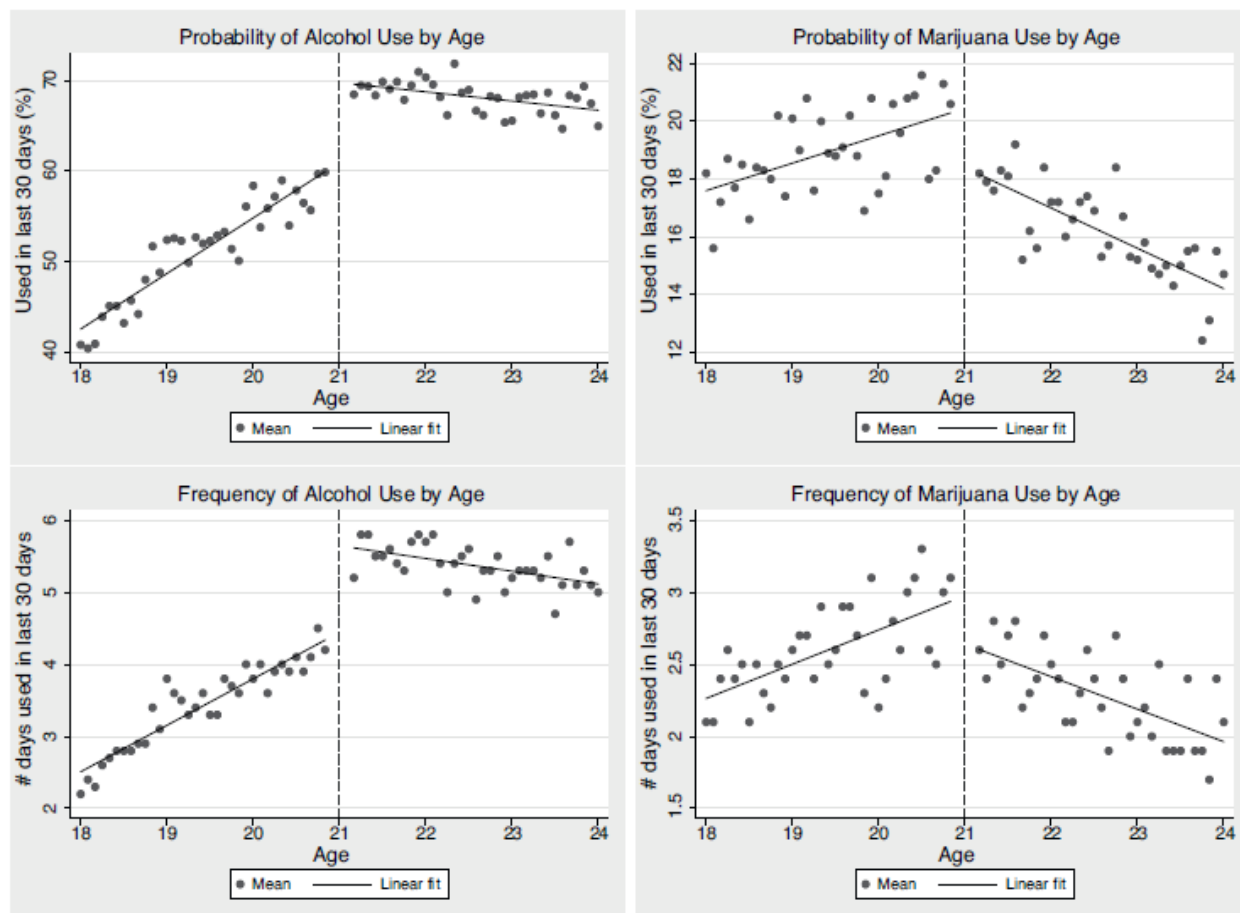 Probability of Alcohol Use by Age
Used in last 30 days (%)
70
60
50
40
18 19 20 21 22 23 24
Age
Mean Linear fit
Probability of Marijuana Use by Age
Used in last 30 days (%)
22
20
18
16
14
12
18 19 20 21 22 23 24
Age
Mean Linear fit
Frequency of Alcohol Use by Age
# days used in last 30 days
6
5
4
3
2
18 19 20 21 22 23 24
Age
Mean Linear fit
Frequency of Marijuana Use by Age
# days used in last 30 days
3.5
3
2.5
2
1.5
18 19 20 21 22 23 24
Age
Mean Linear fit